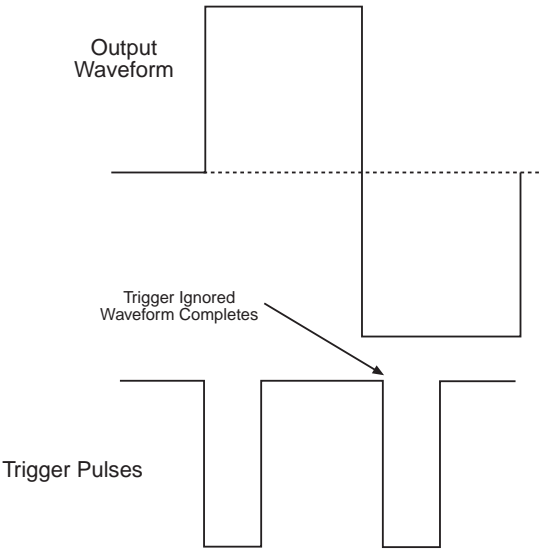 Output
Waveform
Trigger Ignored
Waveform Completes
Trigger Pulses